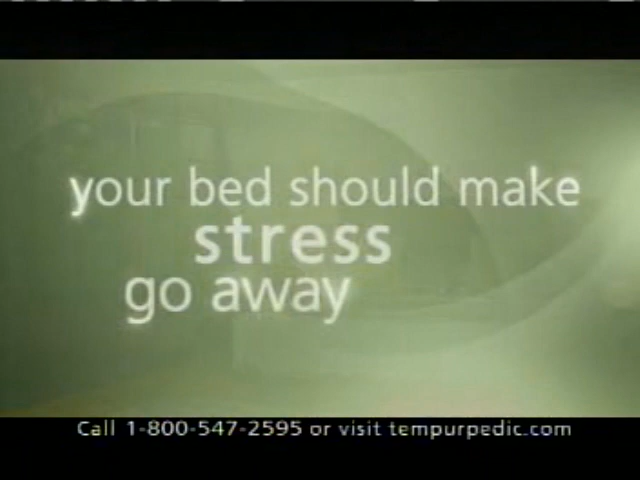 your bed should make
stress
go away
Call 1-800-547-2595 or visit tempurpedic.com